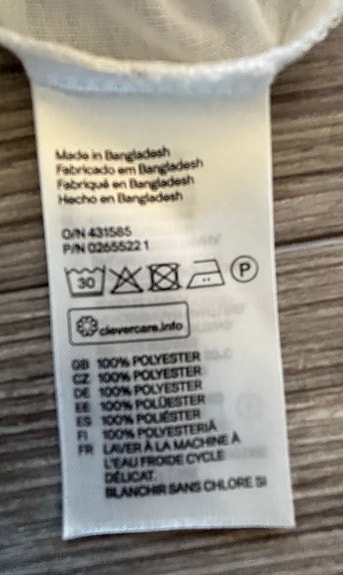 Made in Bangladesh
Fabricado em Bangladesh
Fabriqué en Bangladesh
Hecho en Bangladesh
O/N 431565
P/N 02655221
30
P
clevercare.info
GB 100% POLYESTER
CZ 100% POLYESTER
DE 100% POLYESTER
EE 100% POLÜESTER
ES 100% POLIÉSTER
FI 100% POLYESTERIÄ
FR LAVER À LA MACHINE À
L'EAU FROIDE CYCLE
DÉLICAT.
BLANCHIR SANS CHLORE SI